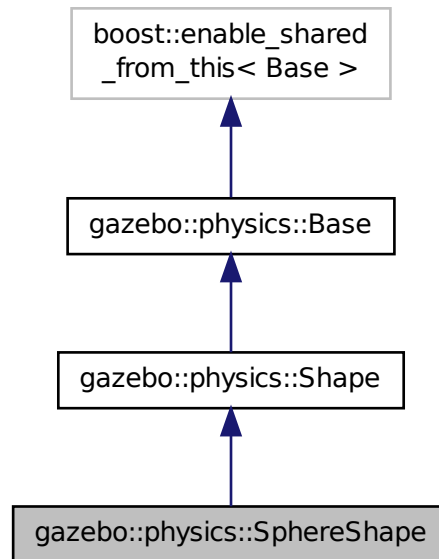 boost::enable_shared
_from_this< Base >
gazebo::physics::Base
gazebo::physics::Shape
gazebo::physics::SphereShape